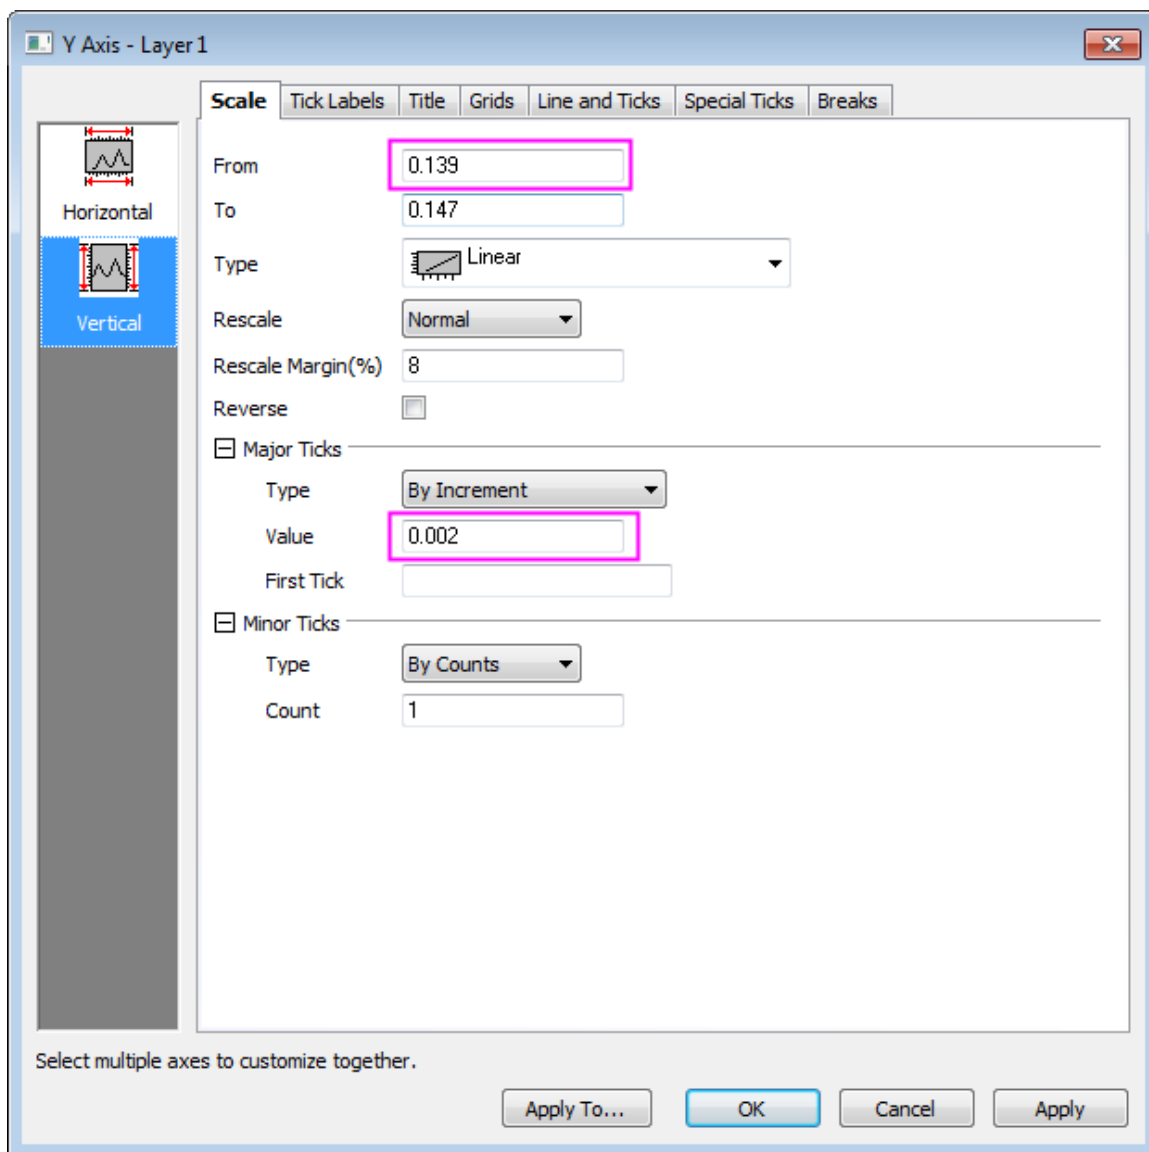 Y Axis - Layer 1
Scale Tick Labels Title Grids Line and Ticks Special Ticks Breaks
Horizontal
Vertical
From 0.139
To 0.147
Type Linear
Rescale Normal
Rescale Margin(%) 8
Reverse
Major Ticks
Type By Increment
Value 0.002
First Tick
Minor Ticks
Type By Counts
Count 1
Select multiple axes to customize together.
Apply To... OK Cancel Apply